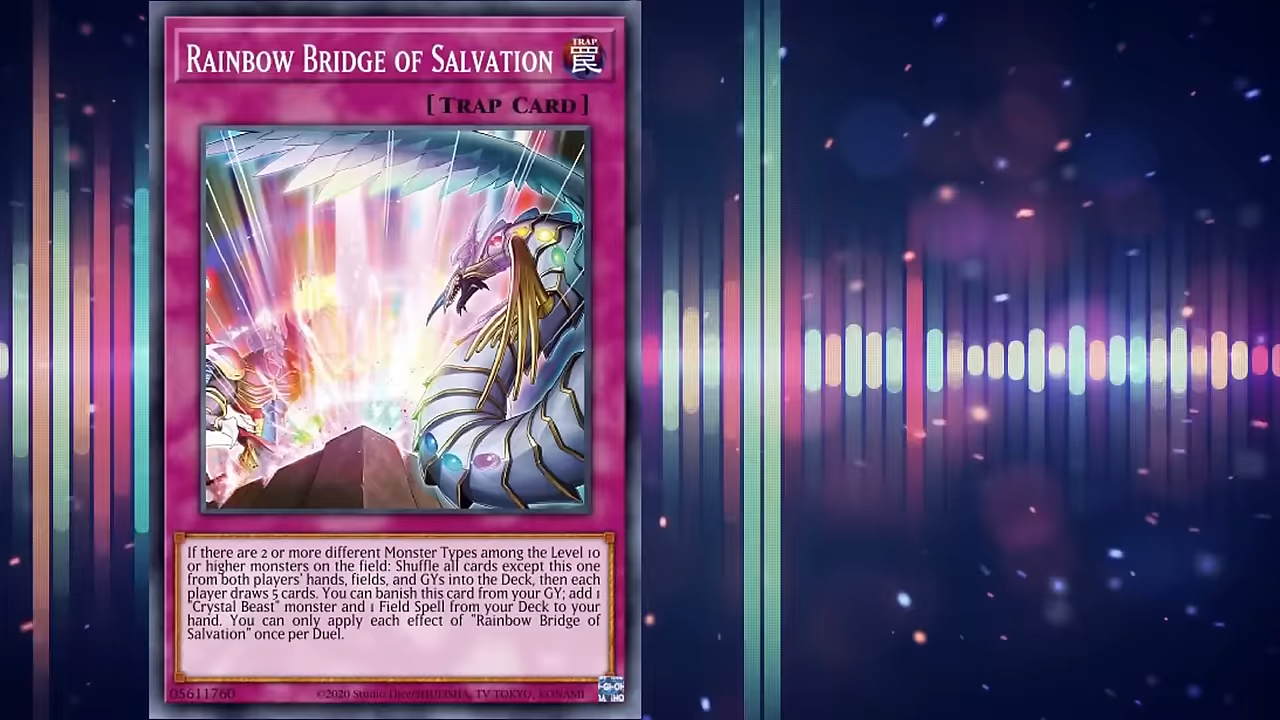 RAINBOW BRIDGE OF SALVATION
TRAP
罠
[TRAP CARD]
If there are 2 or more different Monster Types among the Level 10
or higher monsters on the field: Shuffle all cards except this one
from both players' hands, fields, and GYs into the Deck, then each
player draws 5 cards. You can banish this card from your GY; add 1
"Crystal Beast" monster and 1 Field Spell from your Deck to your
hand. You can only apply each effect of "Rainbow Bridge of
Salvation" once per Duel.
05611760
©2020 Studio Dice/SHUEISHA, TV TOKYO, KONAMI